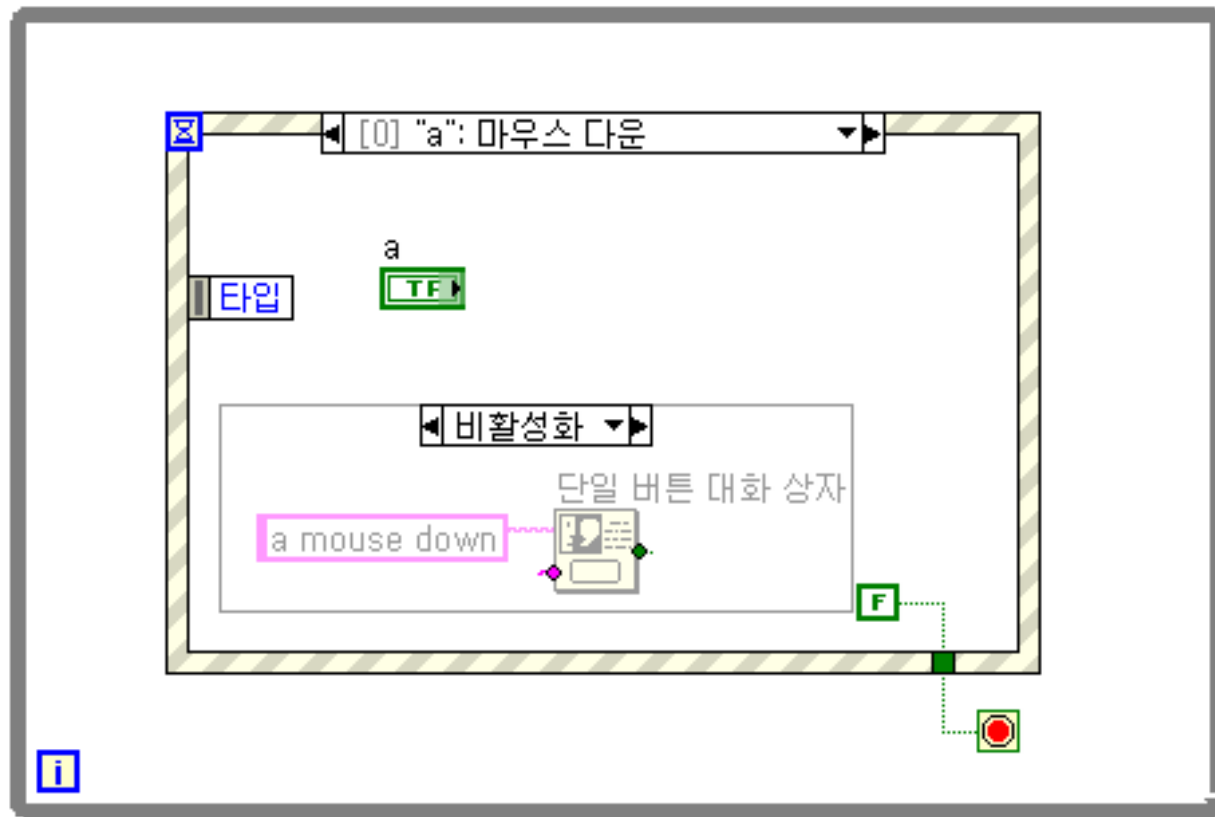 [0] "a": 마우스 다운
a
TF
타입
비활성화
단일 버튼 대화 상자
a mouse down
F
i